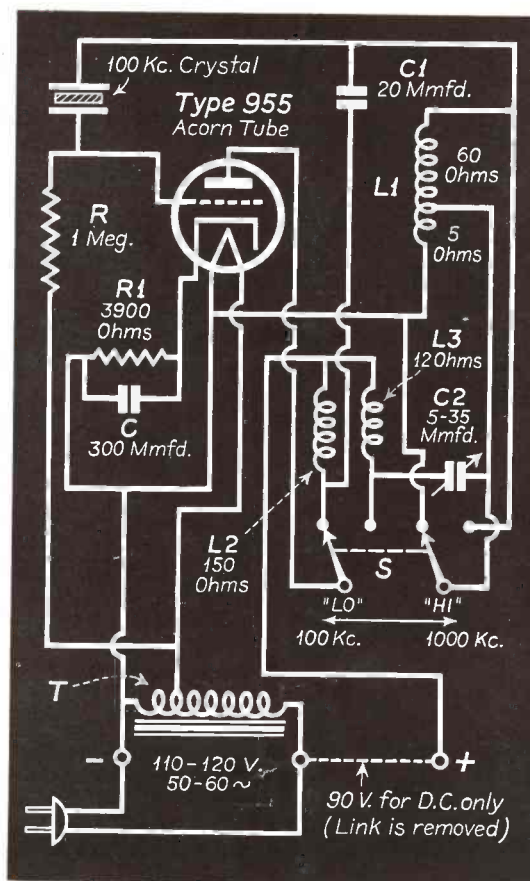 100 Kc. Crystal
Type 955
Acorn Tube
C1
20 Mmfd.
L1
60
Ohms
5
Ohms
R
1 Meg.
R1
3900
Ohms
C
300 Mmfd.
L3
12 Ohms
C2
5-35
Mmfd.
L2
150
Ohms
S
"LO"
"HI"
100 Kc.
1000 Kc.
T
-
110-120 V.
50-60 ~
+
90 V. for D.C. only
(Link is removed)